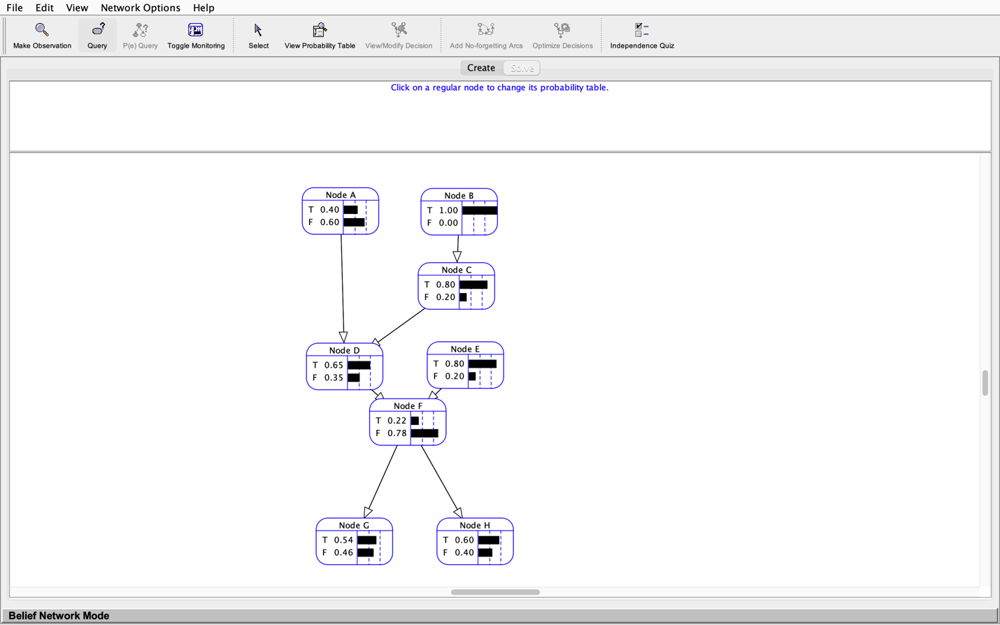 File Edit View Network Options Help
Make Observation Query P(e) Query Toggle Monitoring Select View Probability Table View/Modify Decision Add No-forgetting Arcs Optimize Decisions Independence Quiz
Create Solve
Click on a regular node to change its probability table.
Node A
T 0.40
F 0.60
Node B
T 1.00
F 0.00
Node C
T 0.80
F 0.20
Node D
T 0.65
F 0.35
Node E
T 0.80
F 0.20
Node F
T 0.22
F 0.78
Node G
T 0.54
F 0.46
Node H
T 0.60
F 0.40
Belief Network Mode